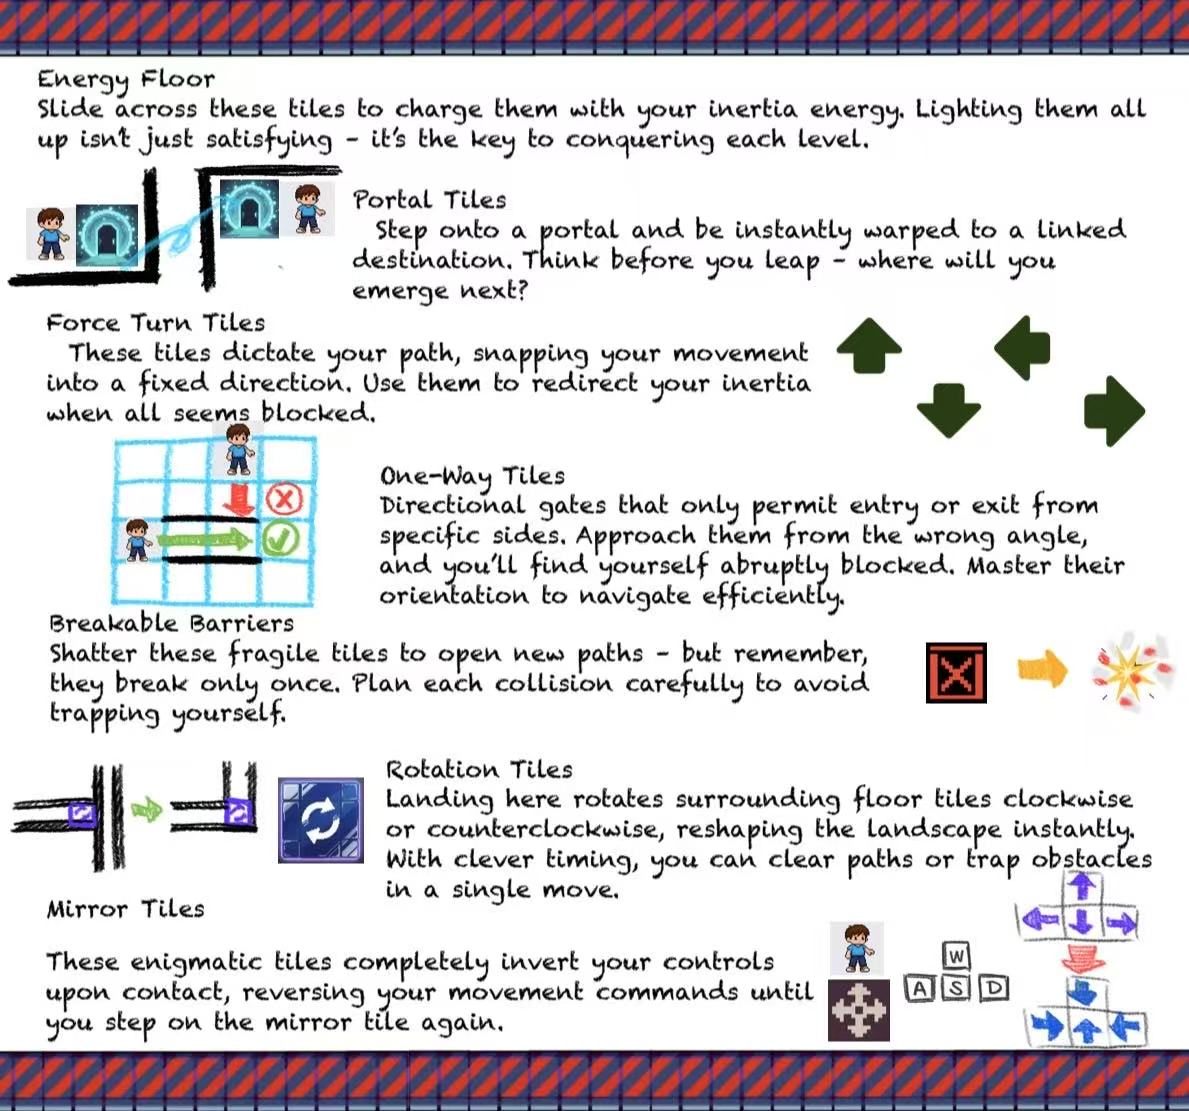 Energy Floor
Slide across these tiles to charge them with your inertia energy. Lighting them all
up isn't just satisfying - it's the key to conquering each level.
Portal Tiles
Step onto a portal and be instantly warped to a linked
destination. Think before you leap - where will you
emerge next?
Force Turn Tiles
These tiles dictate your path, snapping your movement
into a fixed direction. Use them to redirect your inertia
when all seems blocked.
One-Way Tiles
Directional gates that only permit entry or exit from
specific sides. Approach them from the wrong angle,
and you'll find yourself abruptly blocked. Master their
orientation to navigate efficiently.
Breakable Barriers
Shatter these fragile tiles to open new paths - but remember,
they break only once. Plan each collision carefully to avoid
trapping yourself.
Rotation Tiles
Landing here rotates surrounding floor tiles clockwise
or counterclockwise, reshaping the landscape instantly.
With clever timing, you can clear paths or trap obstacles
in a single move.
Mirror Tiles
These enigmatic tiles completely invert your controls
upon contact, reversing your movement commands until
you step on the mirror tile again.
W
A S D